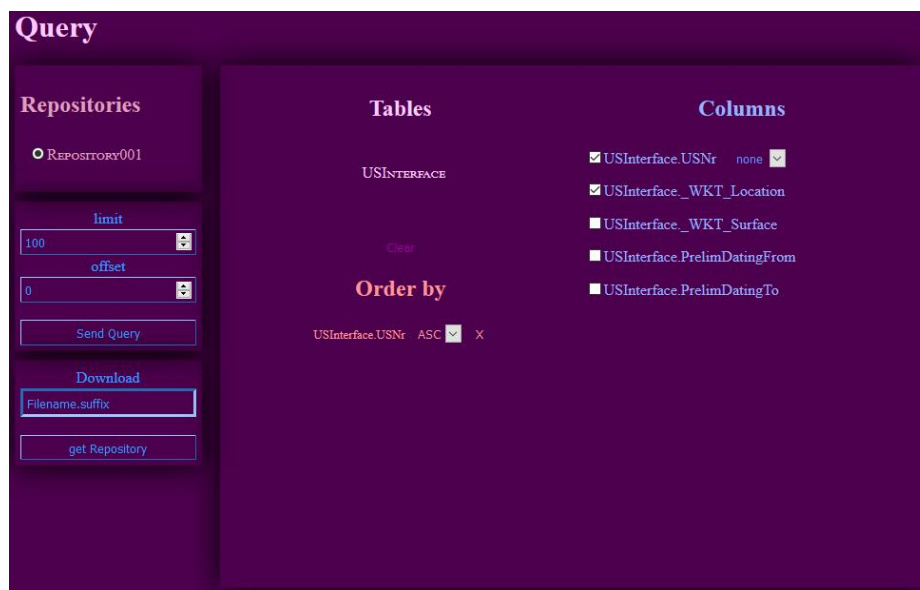 Query
Repositories
Repository001
limit
100
offset
0
Send Query
Download
Filename.suffix
get Repository
Tables
USInterface
Clear
Order by
USInterface.USNr ASC X
Columns
USInterface.USNr none
USInterface._WKT_Location
USInterface._WKT_Surface
USInterface.PrelimDatingFrom
USInterface.PrelimDatingTo